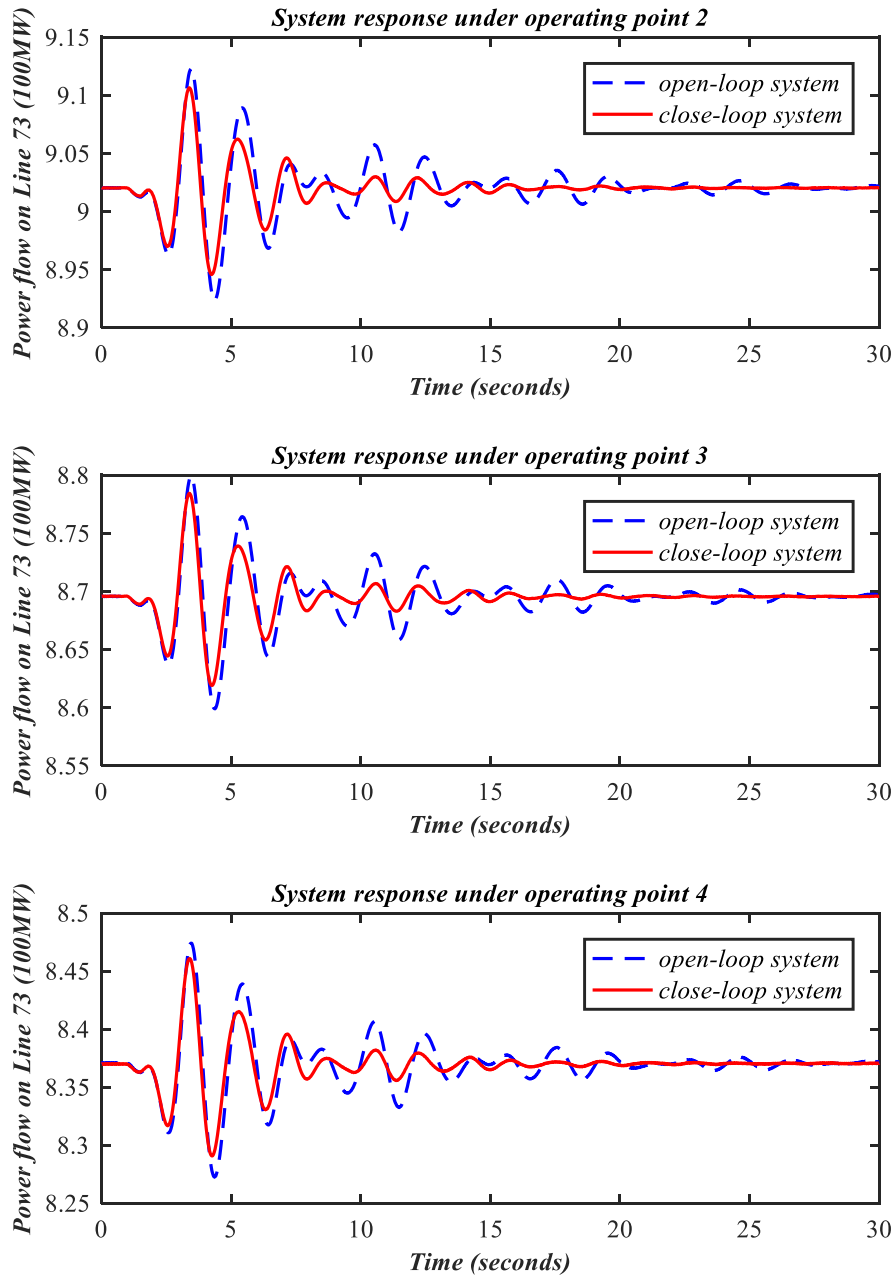 System response under operating point 2
Power flow on Line 73 (100MW)
9.15
9.1
9.05
9
8.95
8.9
open-loop system
close-loop system
0 5 10 15 20 25 30
Time (seconds)
System response under operating point 3
Power flow on Line 73 (100MW)
8.8
8.75
8.7
8.65
8.6
8.55
open-loop system
close-loop system
0 5 10 15 20 25 30
Time (seconds)
System response under operating point 4
Power flow on Line 73 (100MW)
8.5
8.45
8.4
8.35
8.3
8.25
open-loop system
close-loop system
0 5 10 15 20 25 30
Time (seconds)